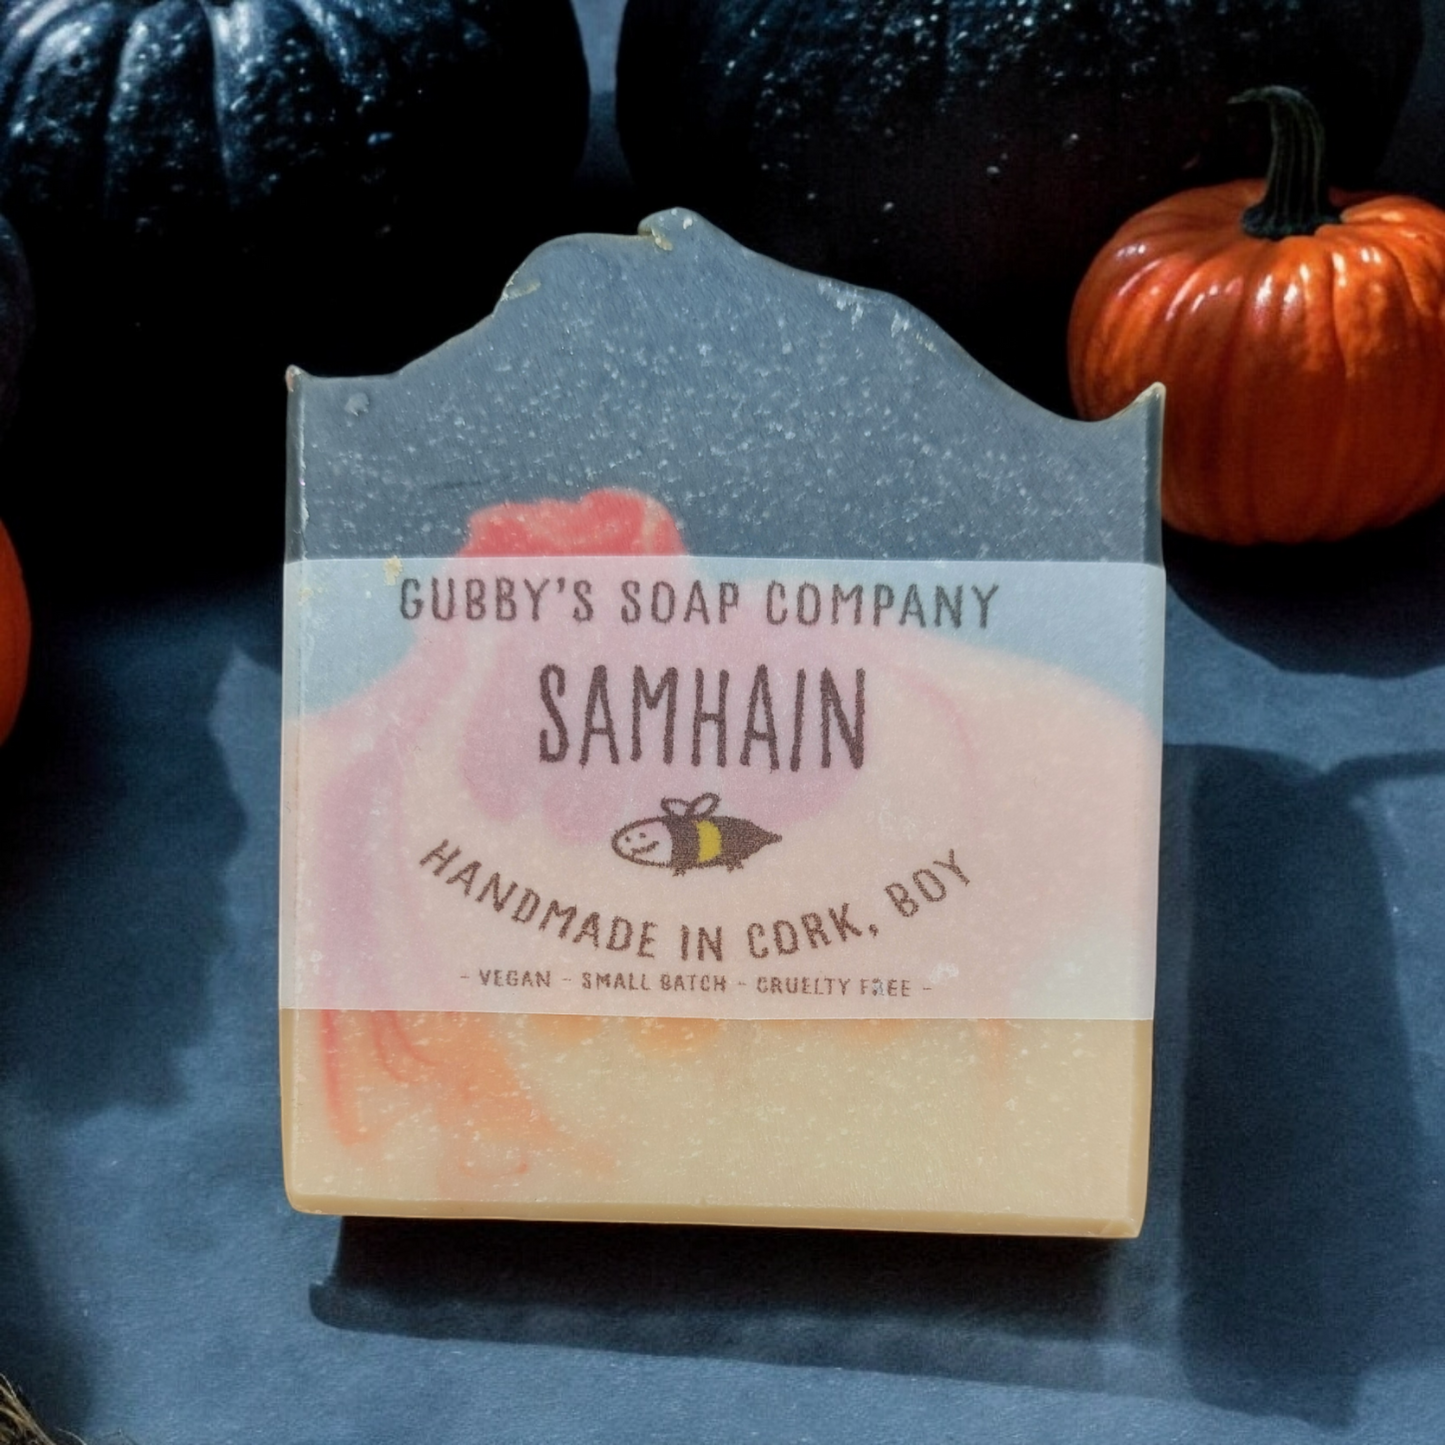 GUBBY'S SOAP COMPANY
SAMHAIN
HANDMADE IN CORK, BOY
- VEGAN - SMALL BATCH - CRUELTY FREE -